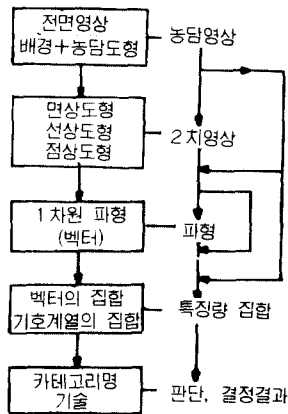 전면영상
배경+농담도형
농담영상
면상도형
선상도형
점상도형
2치영상
1차원 파형
(벡터)
파형
벡터의 집합
기호계열의 집합
특징량 집합
카테고리명
기술
판단, 결정결과